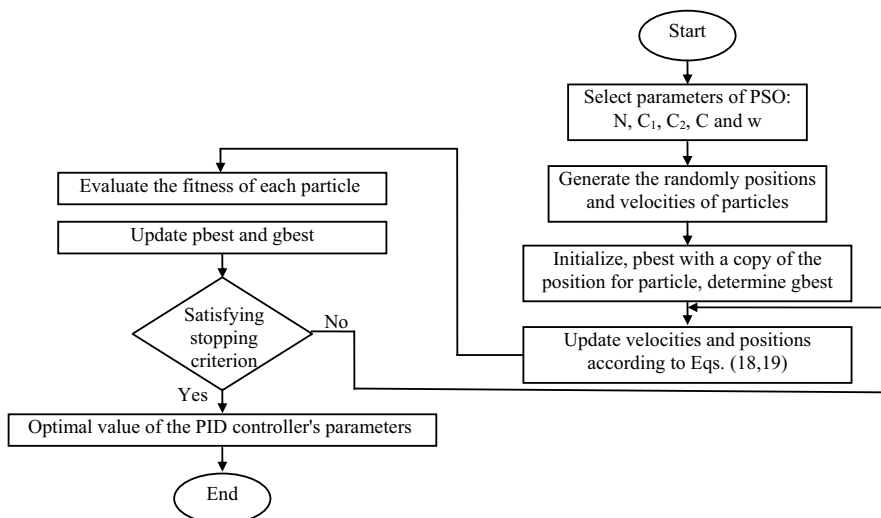 Start
Select parameters of PSO:
N, C₁, C₂, C and w
Generate the randomly positions
and velocities of particles
Initialize, pbest with a copy of the
position for particle, determine gbest
Update velocities and positions
according to Eqs. (18,19)
Evaluate the fitness of each particle
Update pbest and gbest
Satisfying
stopping
criterion
No
Yes
Optimal value of the PID controller's parameters
End